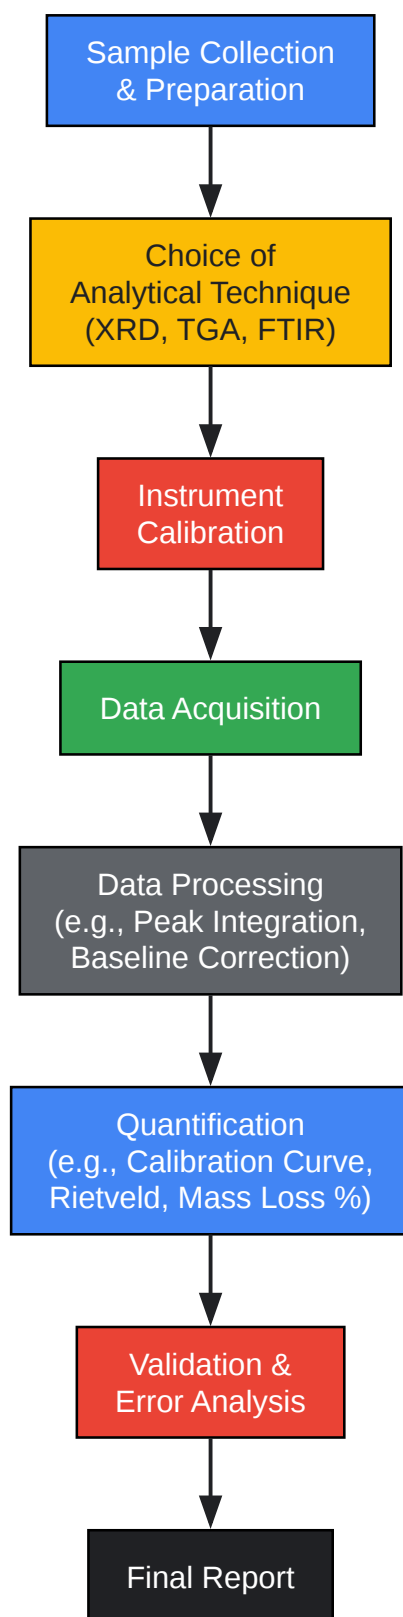 Sample Collection
& Preparation
Choice of
Analytical Technique
(XRD, TGA, FTIR)
Instrument
Calibration
Data Acquisition
Data Processing
(e.g., Peak Integration,
Baseline Correction)
Quantification
(e.g., Calibration Curve,
Rietveld, Mass Loss %)
Validation &
Error Analysis
Final Report